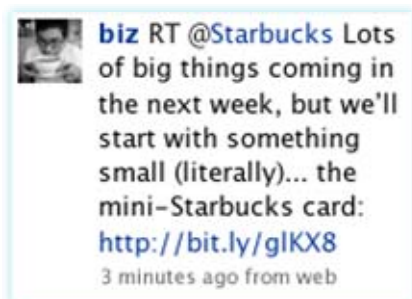 biz RT @Starbucks Lots
of big things coming in
the next week, but we'll
start with something
small (literally)... the
mini-Starbucks card:
http://bit.ly/glKX8
3 minutes ago from web